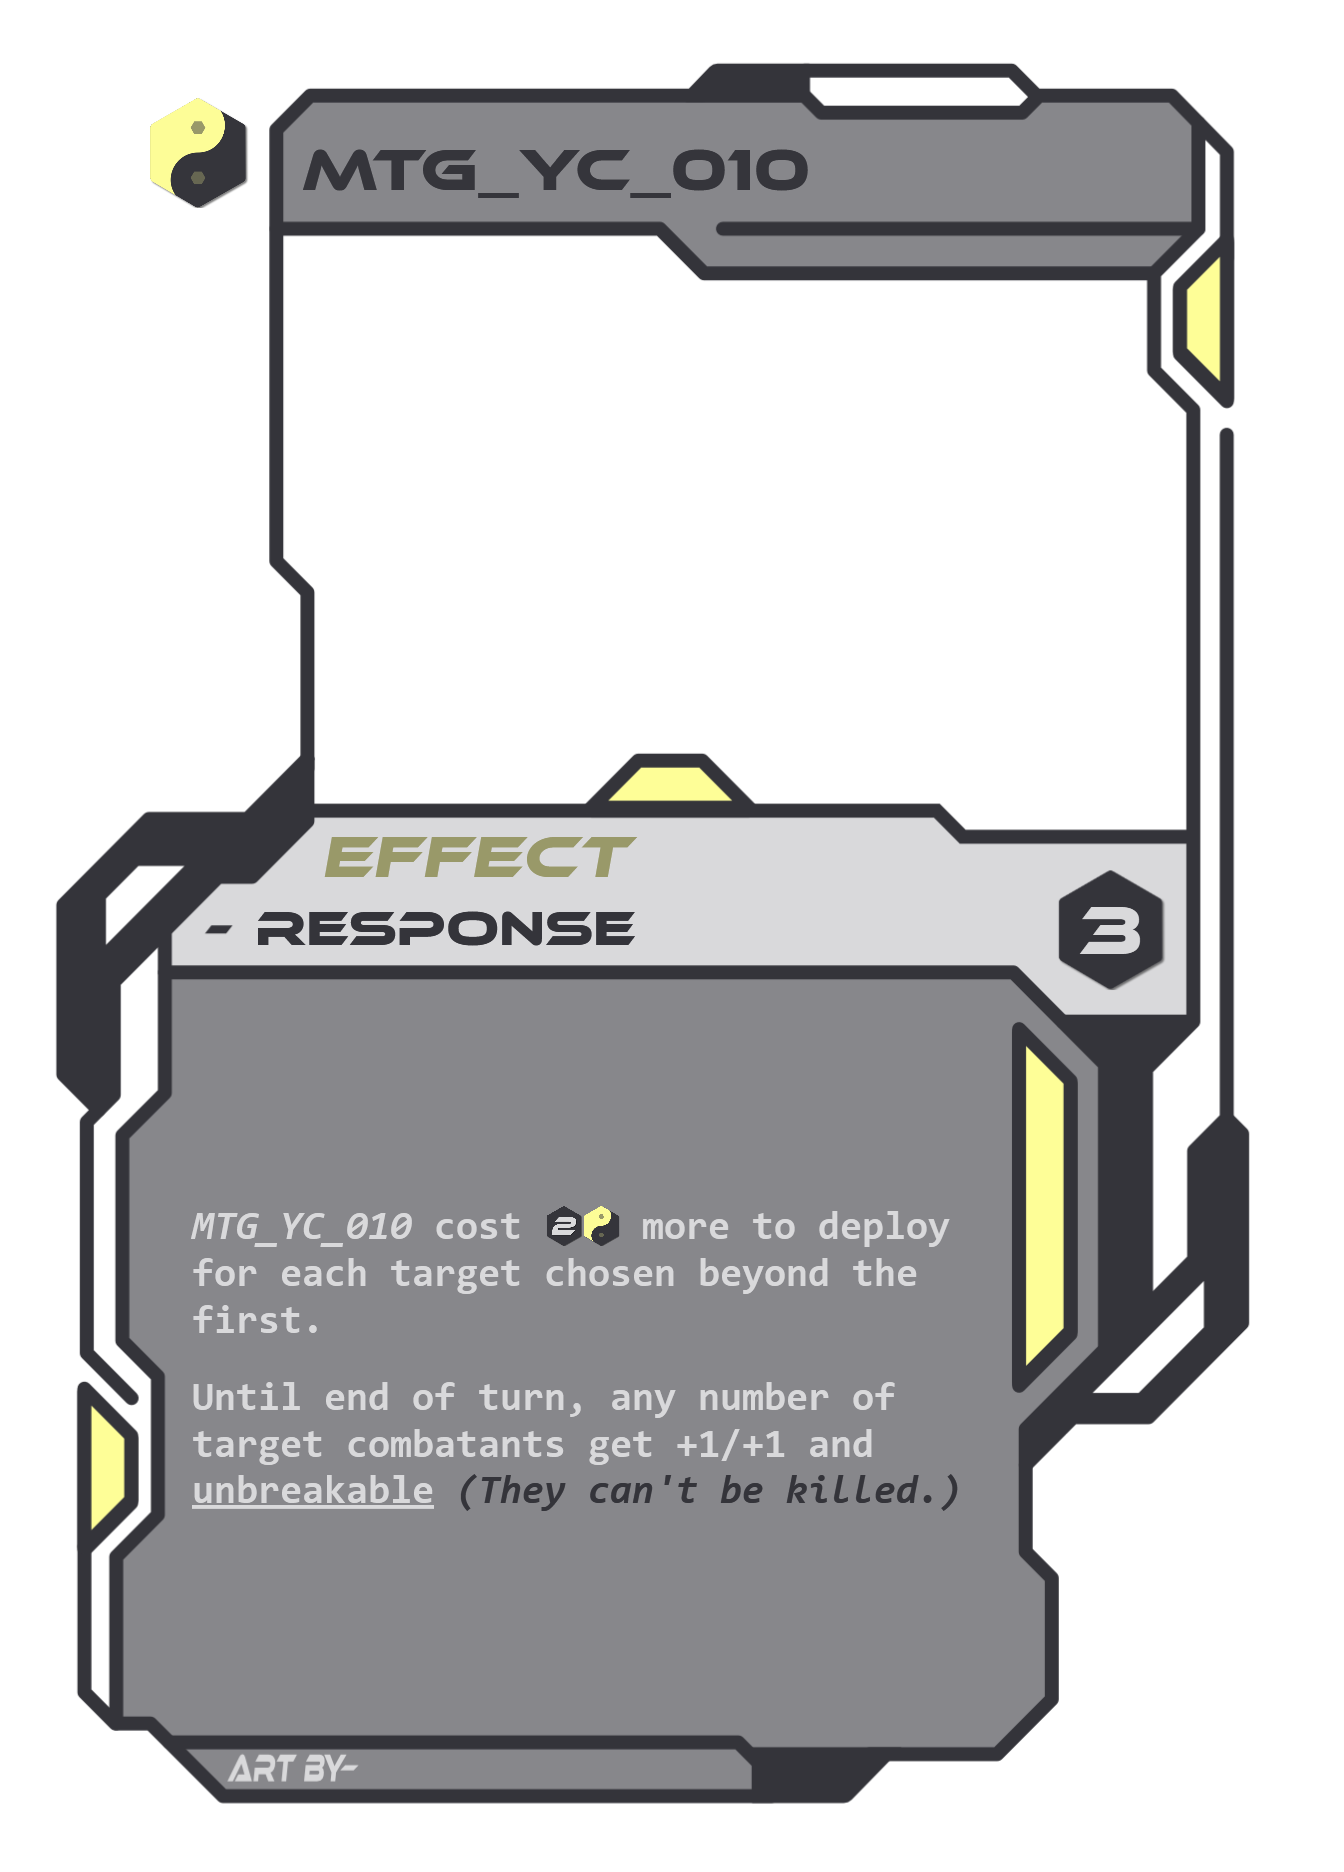 MTG_YC_010
EFFECT
- RESPONSE
3
MTG_YC_010 cost 2 more to deploy
for each target chosen beyond the
first.
Until end of turn, any number of
target combatants get +1/+1 and
unbreakable (They can't be killed.)
ART BY-